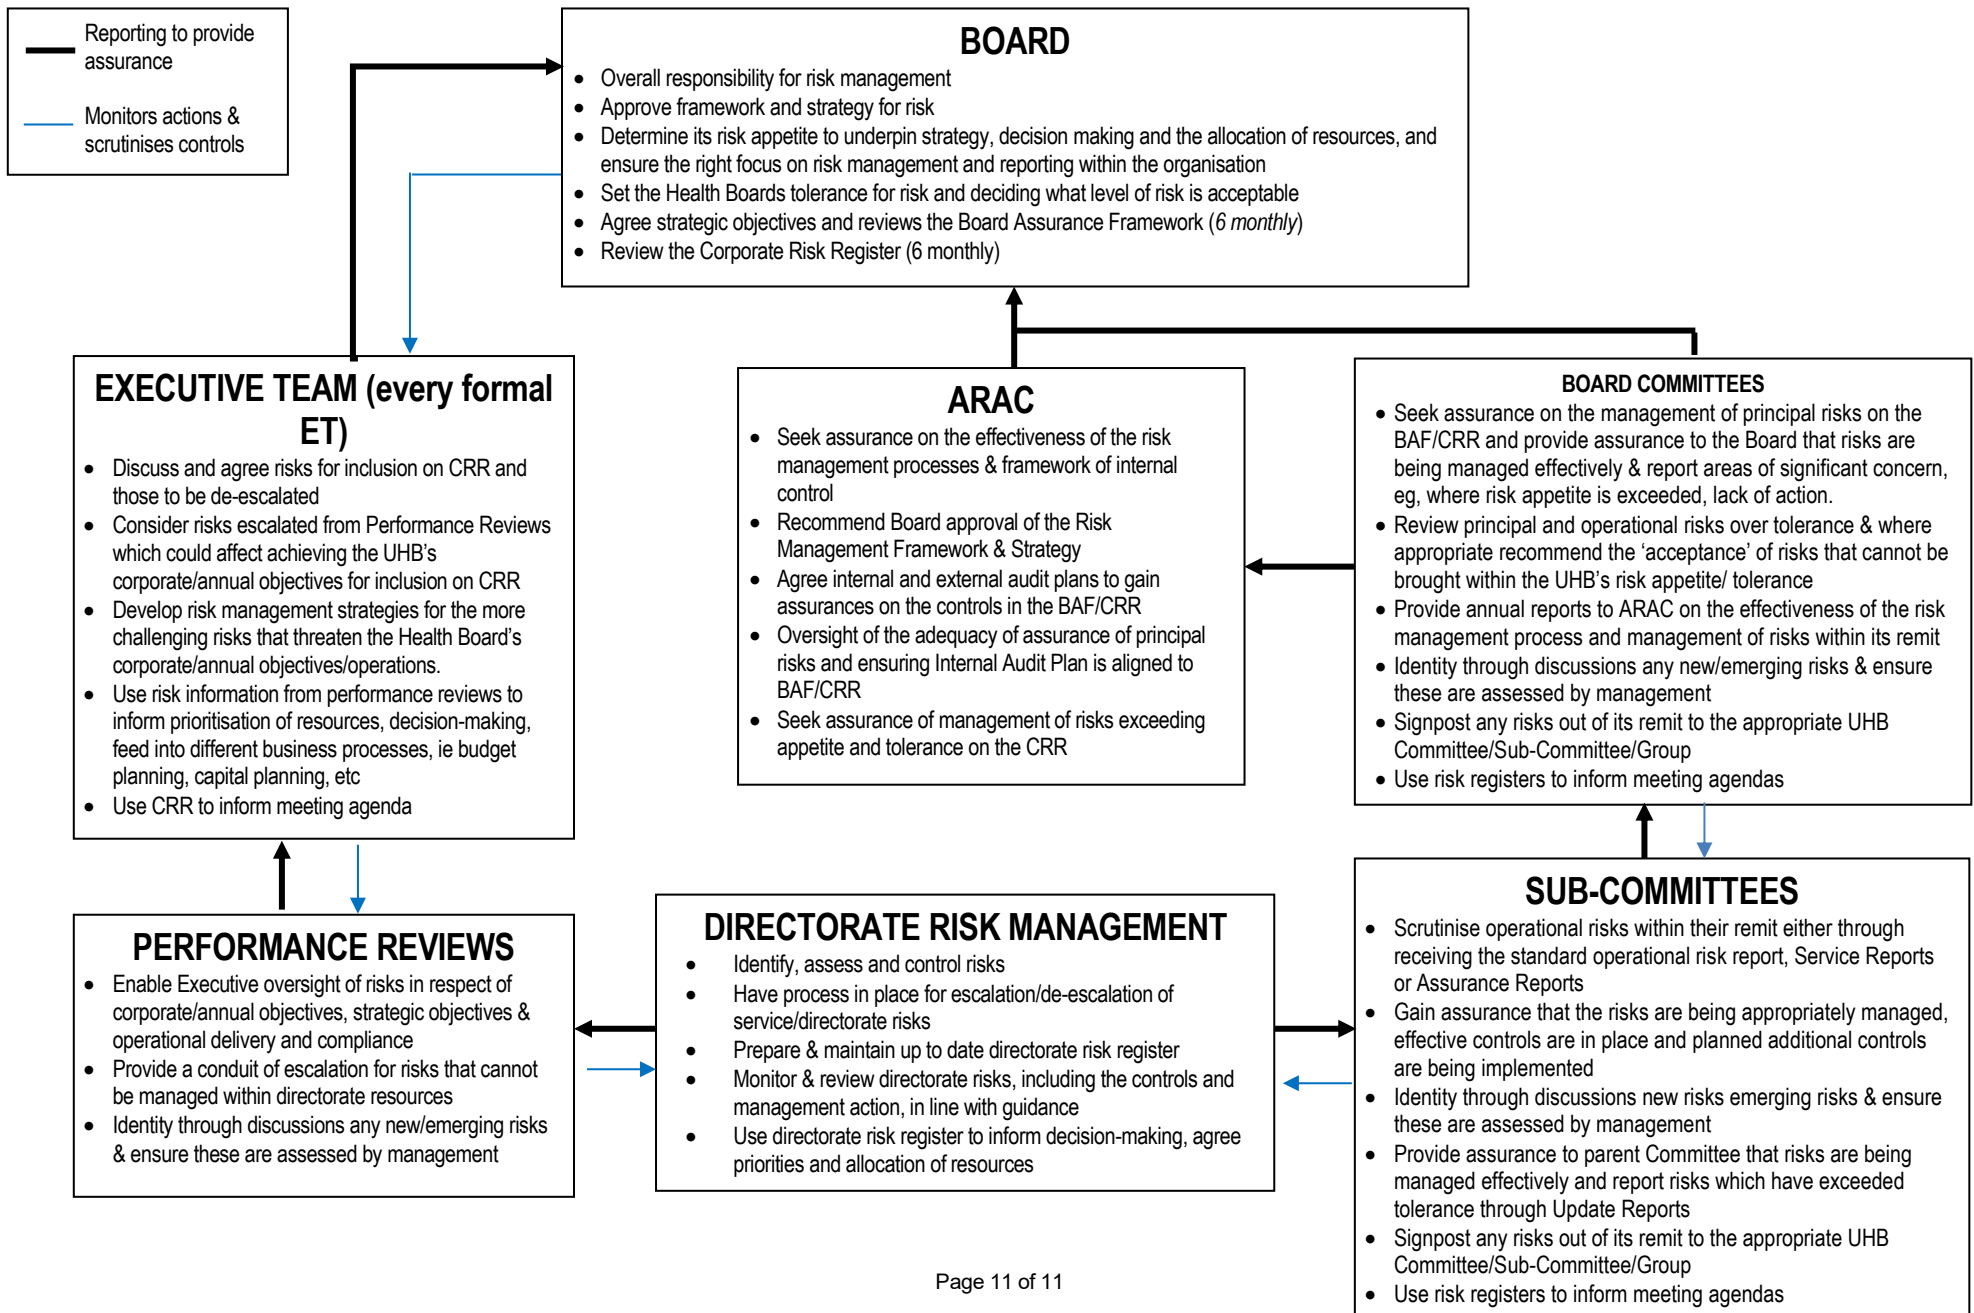 Reporting to provide
assurance
Monitors actions &
scrutinises controls
BOARD
• Overall responsibility for risk management
• Approve framework and strategy for risk
• Determine its risk appetite to underpin strategy, decision making and the allocation of resources, and
ensure the right focus on risk management and reporting within the organisation
• Set the Health Boards tolerance for risk and deciding what level of risk is acceptable
• Agree strategic objectives and reviews the Board Assurance Framework (6 monthly)
• Review the Corporate Risk Register (6 monthly)
EXECUTIVE TEAM (every formal
ET)
• Discuss and agree risks for inclusion on CRR and
those to be de-escalated
• Consider risks escalated from Performance Reviews
which could affect achieving the UHB's
corporate/annual objectives for inclusion on CRR
• Develop risk management strategies for the more
challenging risks that threaten the Health Board's
corporate/annual objectives/operations.
• Use risk information from performance reviews to
inform prioritisation of resources, decision-making,
feed into different business processes, ie budget
planning, capital planning, etc
• Use CRR to inform meeting agenda
ARAC
• Seek assurance on the effectiveness of the risk
management processes & framework of internal
control
• Recommend Board approval of the Risk
Management Framework & Strategy
• Agree internal and external audit plans to gain
assurances on the controls in the BAF/CRR
• Oversight of the adequacy of assurance of principal
risks and ensuring Internal Audit Plan is aligned to
BAF/CRR
• Seek assurance of management of risks exceeding
appetite and tolerance on the CRR
BOARD COMMITTEES
• Seek assurance on the management of principal risks on the
BAF/CRR and provide assurance to the Board that risks are
being managed effectively & report areas of significant concern,
eg, where risk appetite is exceeded, lack of action.
• Review principal and operational risks over tolerance & where
appropriate recommend the 'acceptance' of risks that cannot be
brought within the UHB's risk appetite/ tolerance
• Provide annual reports to ARAC on the effectiveness of the risk
management process and management of risks within its remit
• Identity through discussions any new/emerging risks & ensure
these are assessed by management
• Signpost any risks out of its remit to the appropriate UHB
Committee/Sub-Committee/Group
• Use risk registers to inform meeting agendas
PERFORMANCE REVIEWS
• Enable Executive oversight of risks in respect of
corporate/annual objectives, strategic objectives &
operational delivery and compliance
• Provide a conduit of escalation for risks that cannot
be managed within directorate resources
• Identity through discussions any new/emerging risks
& ensure these are assessed by management
DIRECTORATE RISK MANAGEMENT
• Identify, assess and control risks
• Have process in place for escalation/de-escalation of
service/directorate risks
• Prepare & maintain up to date directorate risk register
• Monitor & review directorate risks, including the controls and
management action, in line with guidance
• Use directorate risk register to inform decision-making, agree
priorities and allocation of resources
SUB-COMMITTEES
• Scrutinise operational risks within their remit either through
receiving the standard operational risk report, Service Reports
or Assurance Reports
• Gain assurance that the risks are being appropriately managed,
effective controls are in place and planned additional controls
are being implemented
• Identity through discussions new risks emerging risks & ensure
these are assessed by management
• Provide assurance to parent Committee that risks are being
managed effectively and report risks which have exceeded
tolerance through Update Reports
• Signpost any risks out of its remit to the appropriate UHB
Committee/Sub-Committee/Group
• Use risk registers to inform meeting agendas
Page 11 of 11